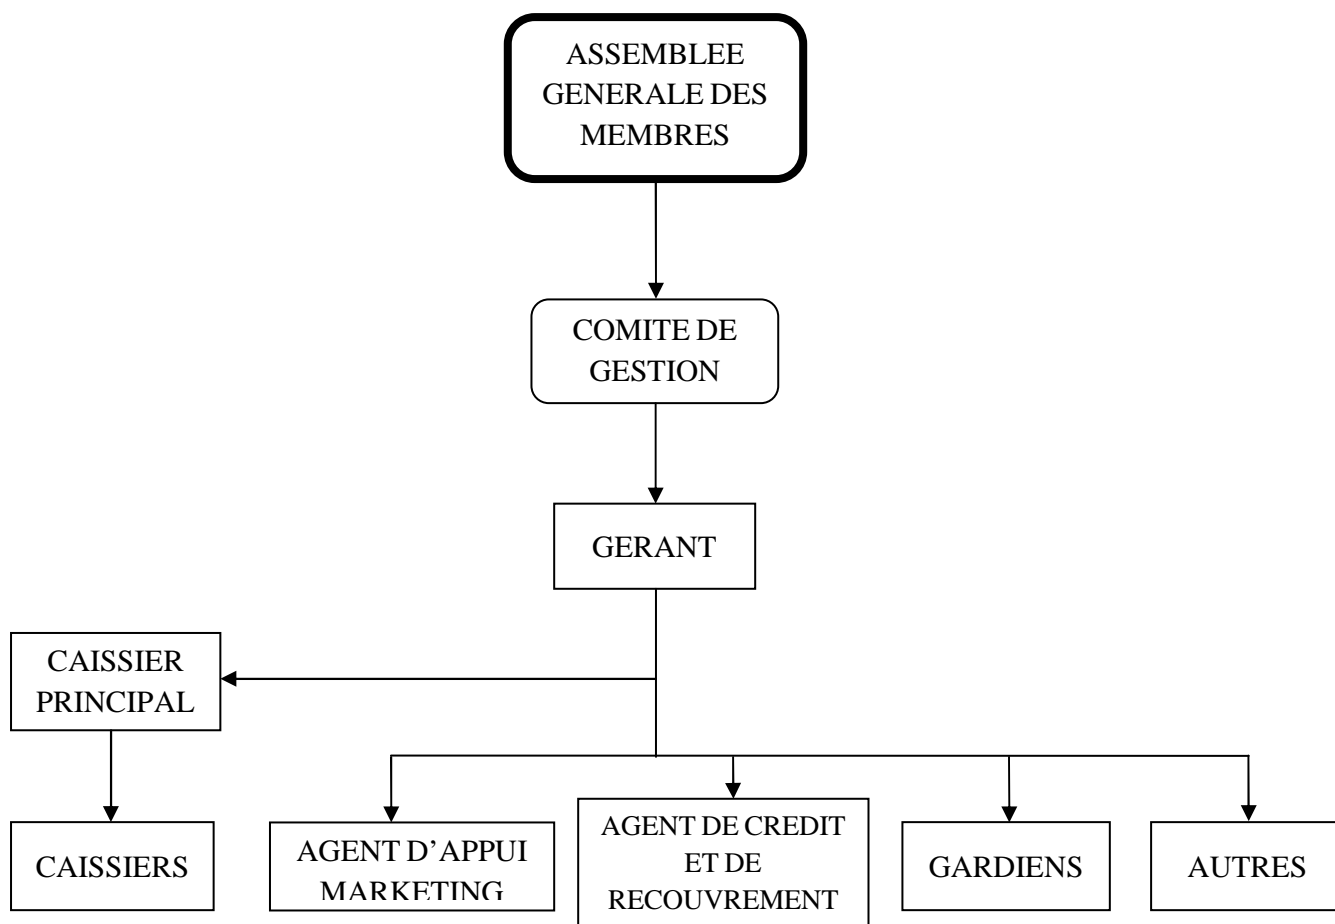 ASSEMBLEE
GENERALE DES
MEMBRES
COMITE DE
GESTION
GERANT
CAISSIER
PRINCIPAL
CAISSIERS
AGENT D’APPUI
MARKETING
AGENT DE CREDIT
ET DE
RECOUVREMENT
GARDIENS
AUTRES